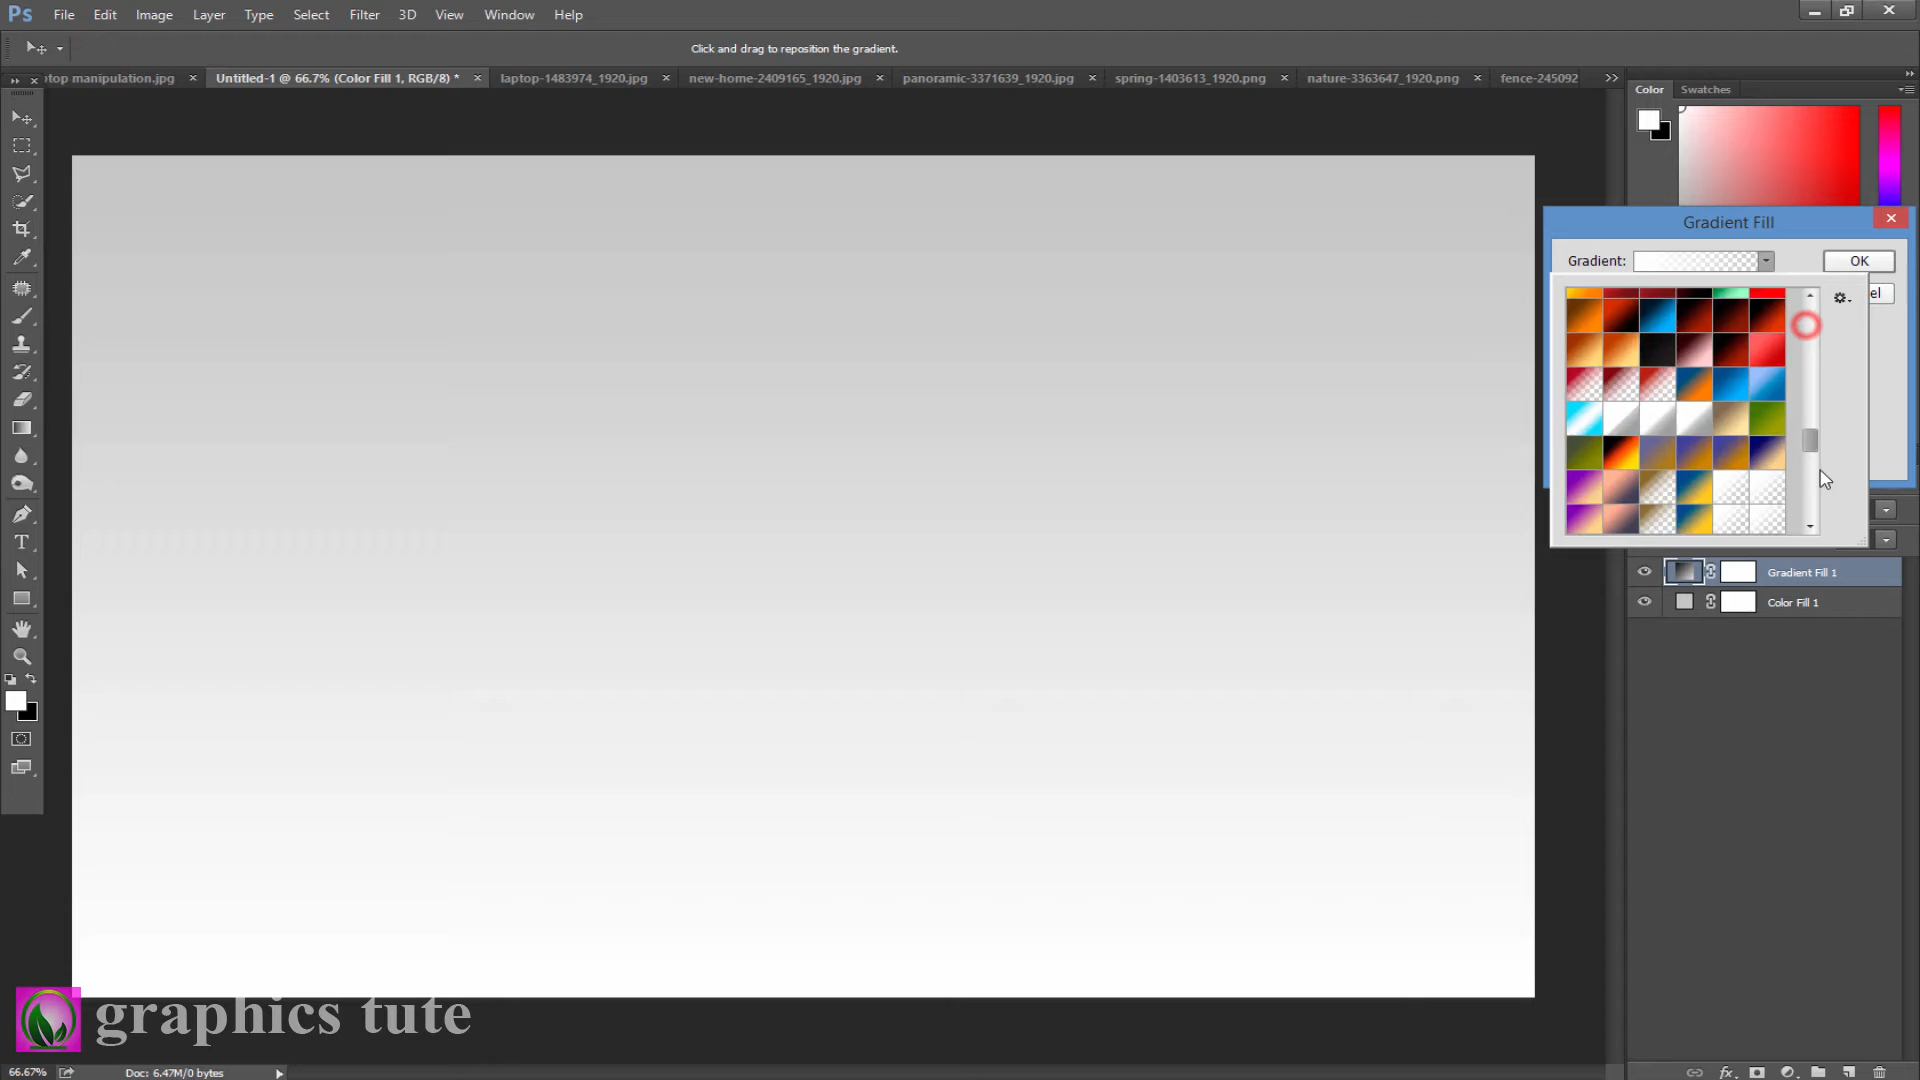 Ps File Edit Image Layer Type Select Filter 3D View Window Help
Click and drag to reposition the gradient.
top manipulation.jpg × Untitled-1 @ 66.7% (Color Fill 1, RGB/8) * × laptop-1483974_1920.jpg × new-home-2409165_1920.jpg × panoramic-3371639_1920.jpg × spring-1403613_1920.png × nature-3363647_1920.png × fence-245092 >>
Color Swatches
Gradient Fill
Gradient: OK
el
Gradient Fill 1
Color Fill 1
graphics tute
66.67% Doc: 6.47M/0 bytes